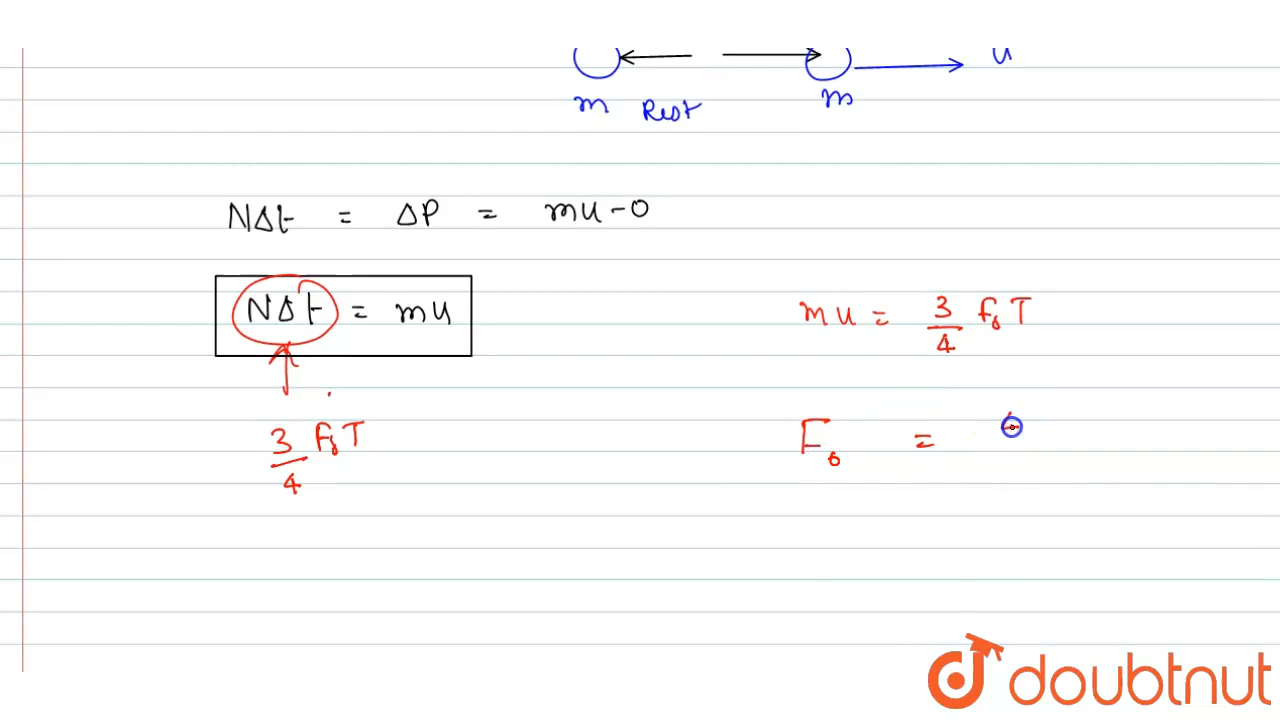 u
m Rest m
NΔt = ΔP = mu - 0
NΔt = mu
mu = 3/4 F₀T
3/4 F₀T
F₀ =
doubtnut